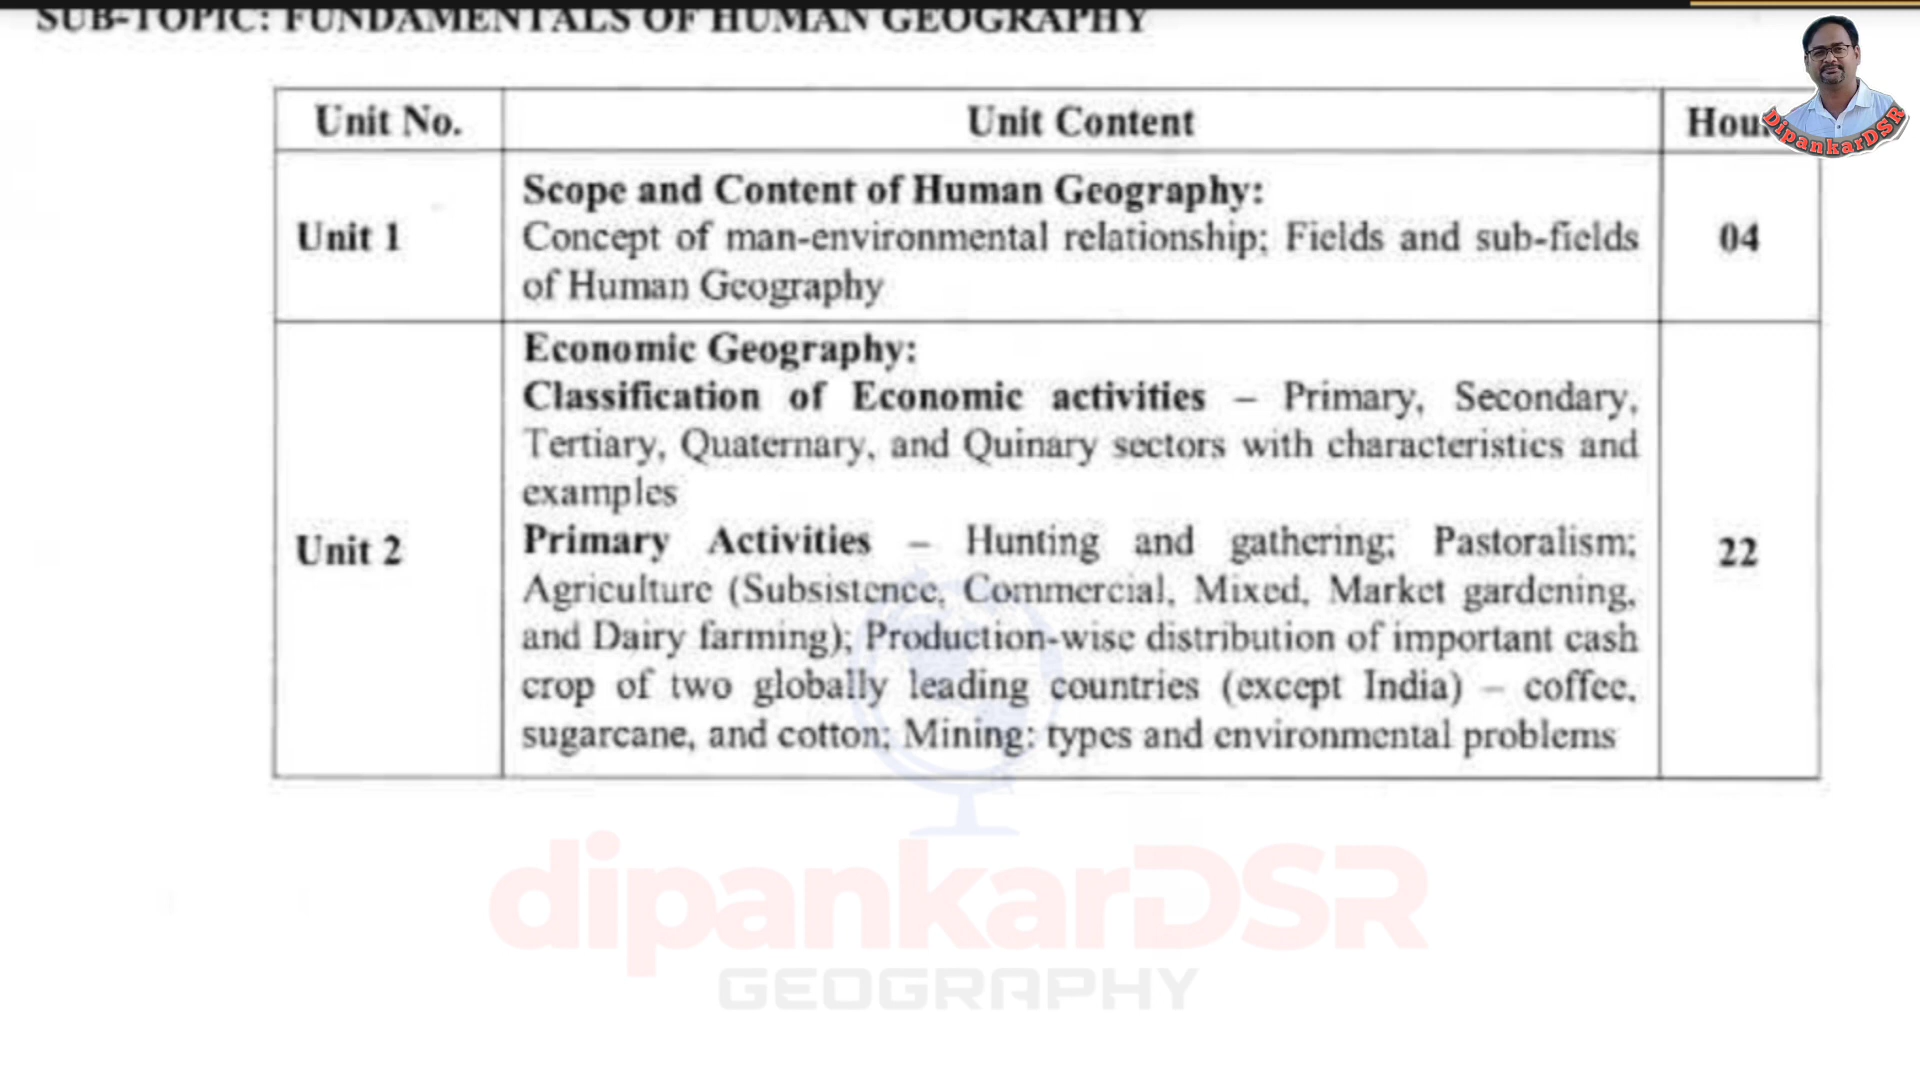 SUB-TOPIC: FUNDAMENTALS OF HUMAN GEOGRAPHY
Unit No.
Unit Content
Hou
DipankarDSR
Unit 1
Scope and Content of Human Geography:
Concept of man-environmental relationship; Fields and sub-fields
of Human Geography
04
Unit 2
Economic Geography:
Classification of Economic activities – Primary, Secondary,
Tertiary, Quaternary, and Quinary sectors with characteristics and
examples
Primary Activities – Hunting and gathering; Pastoralism;
Agriculture (Subsistence, Commercial, Mixed, Market gardening,
and Dairy farming); Production-wise distribution of important cash
crop of two globally leading countries (except India) – coffee,
sugarcane, and cotton; Mining: types and environmental problems
22
dipankarDSR
GEOGRAPHY